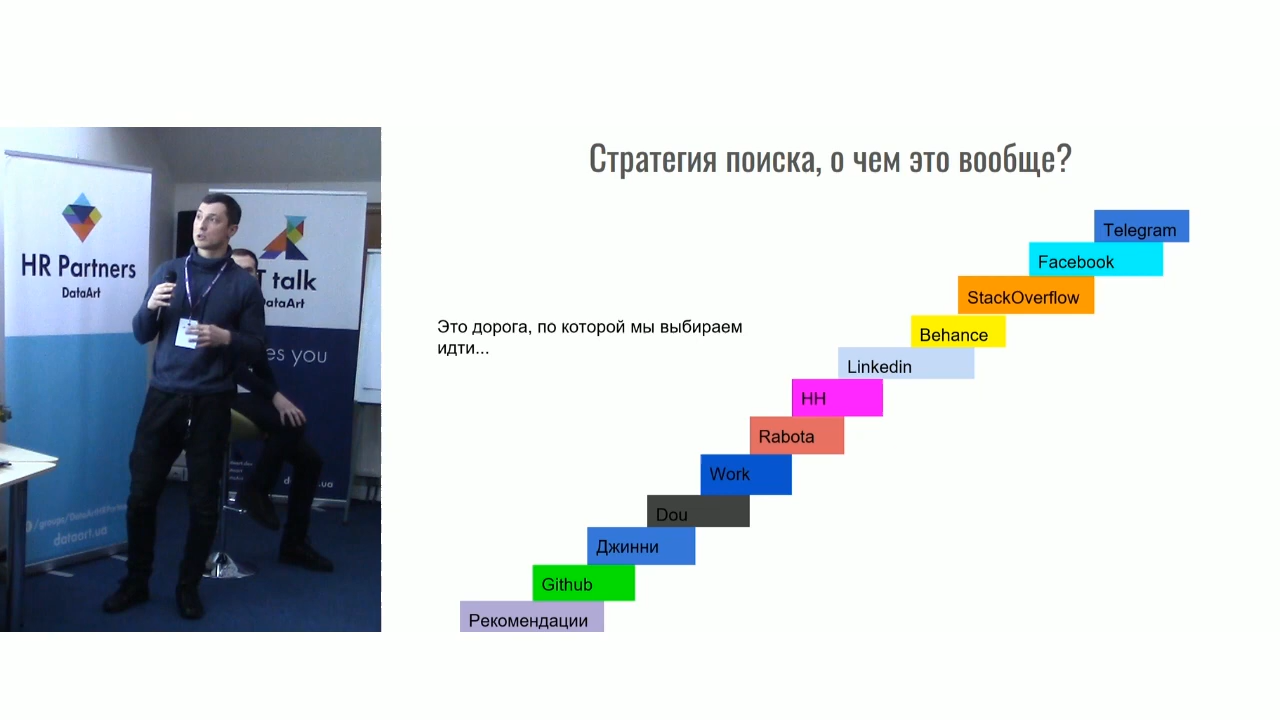 Стратегия поиска, о чем это вообще?
Это дорога, по которой мы выбираем
идти...
Telegram
Facebook
StackOverflow
Behance
Linkedin
HH
Rabota
Work
Dou
Джинни
Github
Рекомендации
HR Partners
DataArt
talk
DataArt
es you
dataart.ua